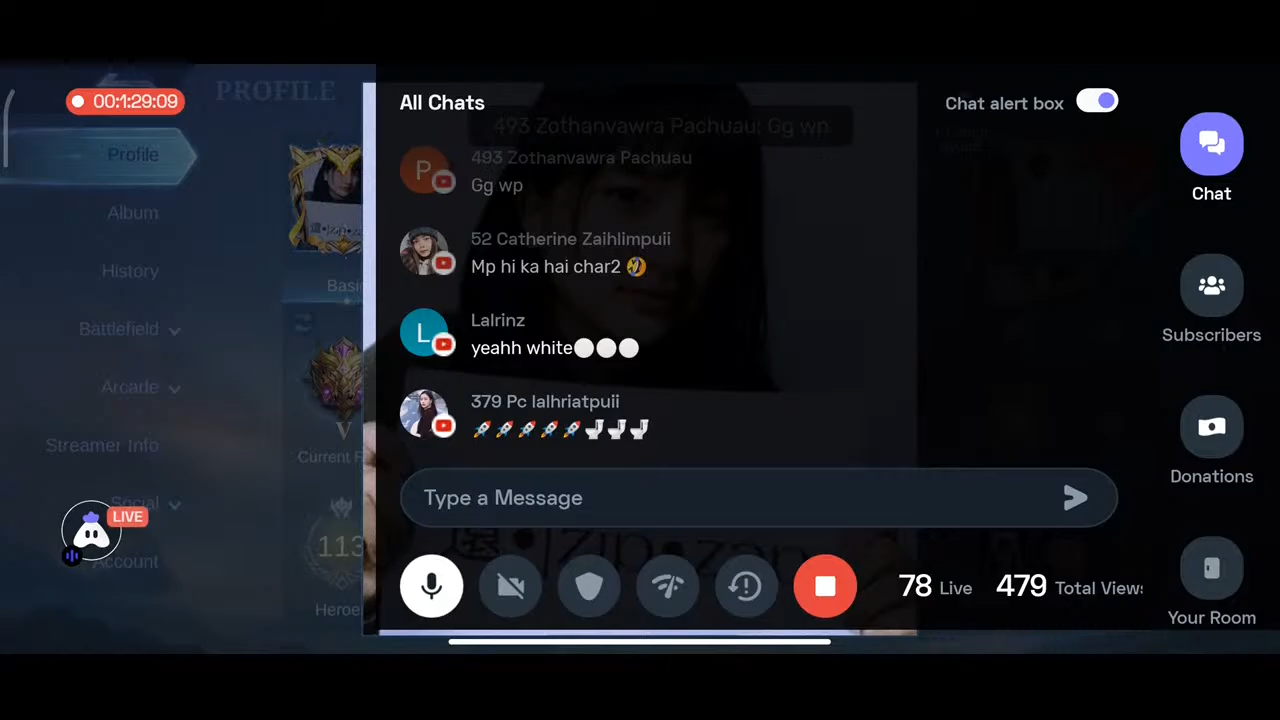 00:1:29:09
PROFILE
Profile
Album
History
Battlefield
Arcade
Streamer Info
Social
LIVE
Account
V
113
All Chats
Chat alert box
493 Zothanvawra Pachuau: Gg wp
P
493 Zothanvawra Pachuau
Gg wp
52 Catherine Zaihlimpuii
Mp hi ka hai char2 🤣
L
Lalrinz
yeahh white⚪⚪⚪
379 Pc lalhriatpuii
🚀🚀🚀🚀🚀🚽🚽🚽
Type a Message
78 Live 479 Total Views
Chat
Subscribers
Donations
Your Room